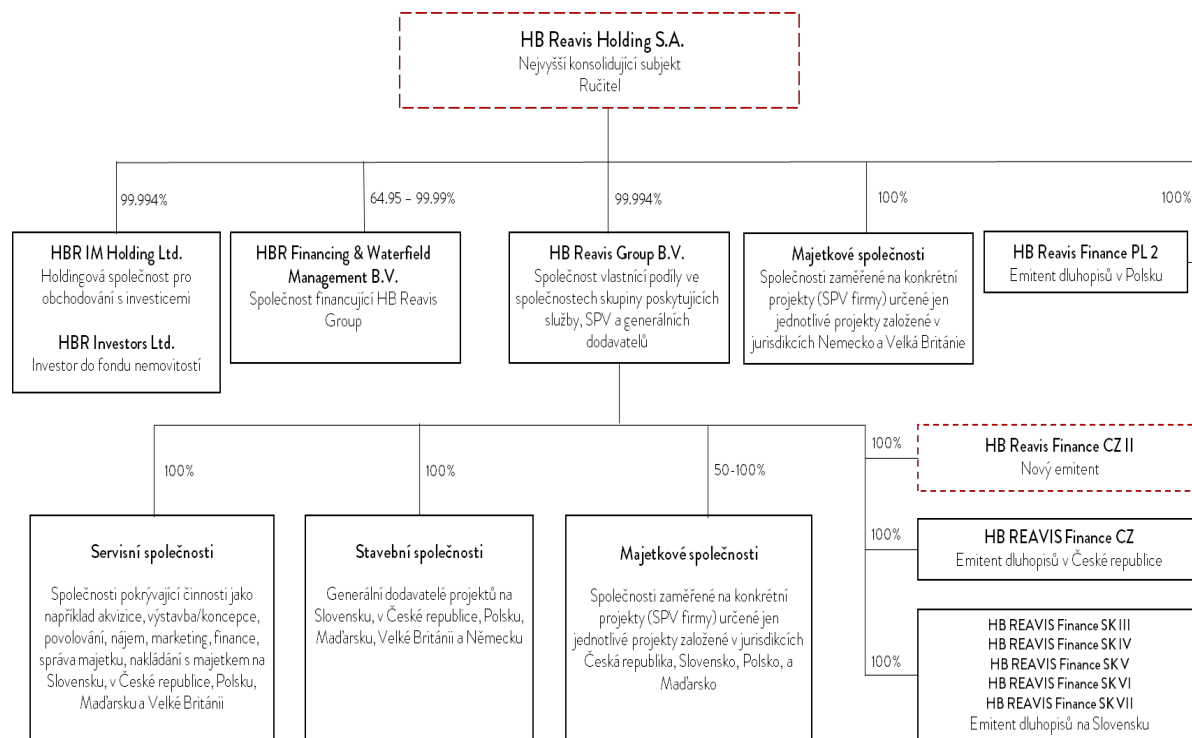 HB Reavis Holding S.A.
Nejvyšší konsolidující subjekt
Ručitel
99.994%
64.95 – 99.99%
99.994%
100%
100%
HBR IM Holding Ltd.
Holdingová společnost pro
obchodování s investicemi
HBR Investors Ltd.
Investor do fondu nemovitostí
HBR Financing & Waterfield
Management B.V.
Společnost financující HB Reavis
Group
HB Reavis Group B.V.
Společnost vlastnící podíly ve
společnostech skupiny poskytujících
služby, SPV a generálních
dodavatelů
Majetkové společnosti
Společnosti zaměřené na konkrétní
projekty (SPV firmy) určené jen
jednotlivé projekty založené v
jurisdikcích Nemecko a Velká Británie
HB Reavis Finance PL 2
Emitent dluhopisů v Polsku
100%
100%
50-100%
100%
HB Reavis Finance CZ II
Nový emitent
100%
HB REAVIS Finance CZ
Emitent dluhopisů v České republice
100%
HB REAVIS Finance SK III
HB REAVIS Finance SK IV
HB REAVIS Finance SK V
HB REAVIS Finance SK VI
HB REAVIS Finance SK VII
Emitent dluhopisů na Slovensku
Servisní společnosti
Společnosti pokrývající činnosti jako
například akvizice, výstavba/koncepce,
povolování, nájem, marketing, finance,
správa majetku, nakládání s majetkem na
Slovensku, v České republice, Polsku,
Maďarsku a Velké Británii
Stavební společnosti
Generální dodavatelé projektů na
Slovensku, v České republice, Polsku,
Maďarsku, Velké Británii a Německu
Majetkové společnosti
Společnosti zaměřené na konkrétní
projekty (SPV firmy) určené jen
jednotlivé projekty založené v jurisdikcích
Česká republika, Slovensko, Polsko, a
Maďarsko